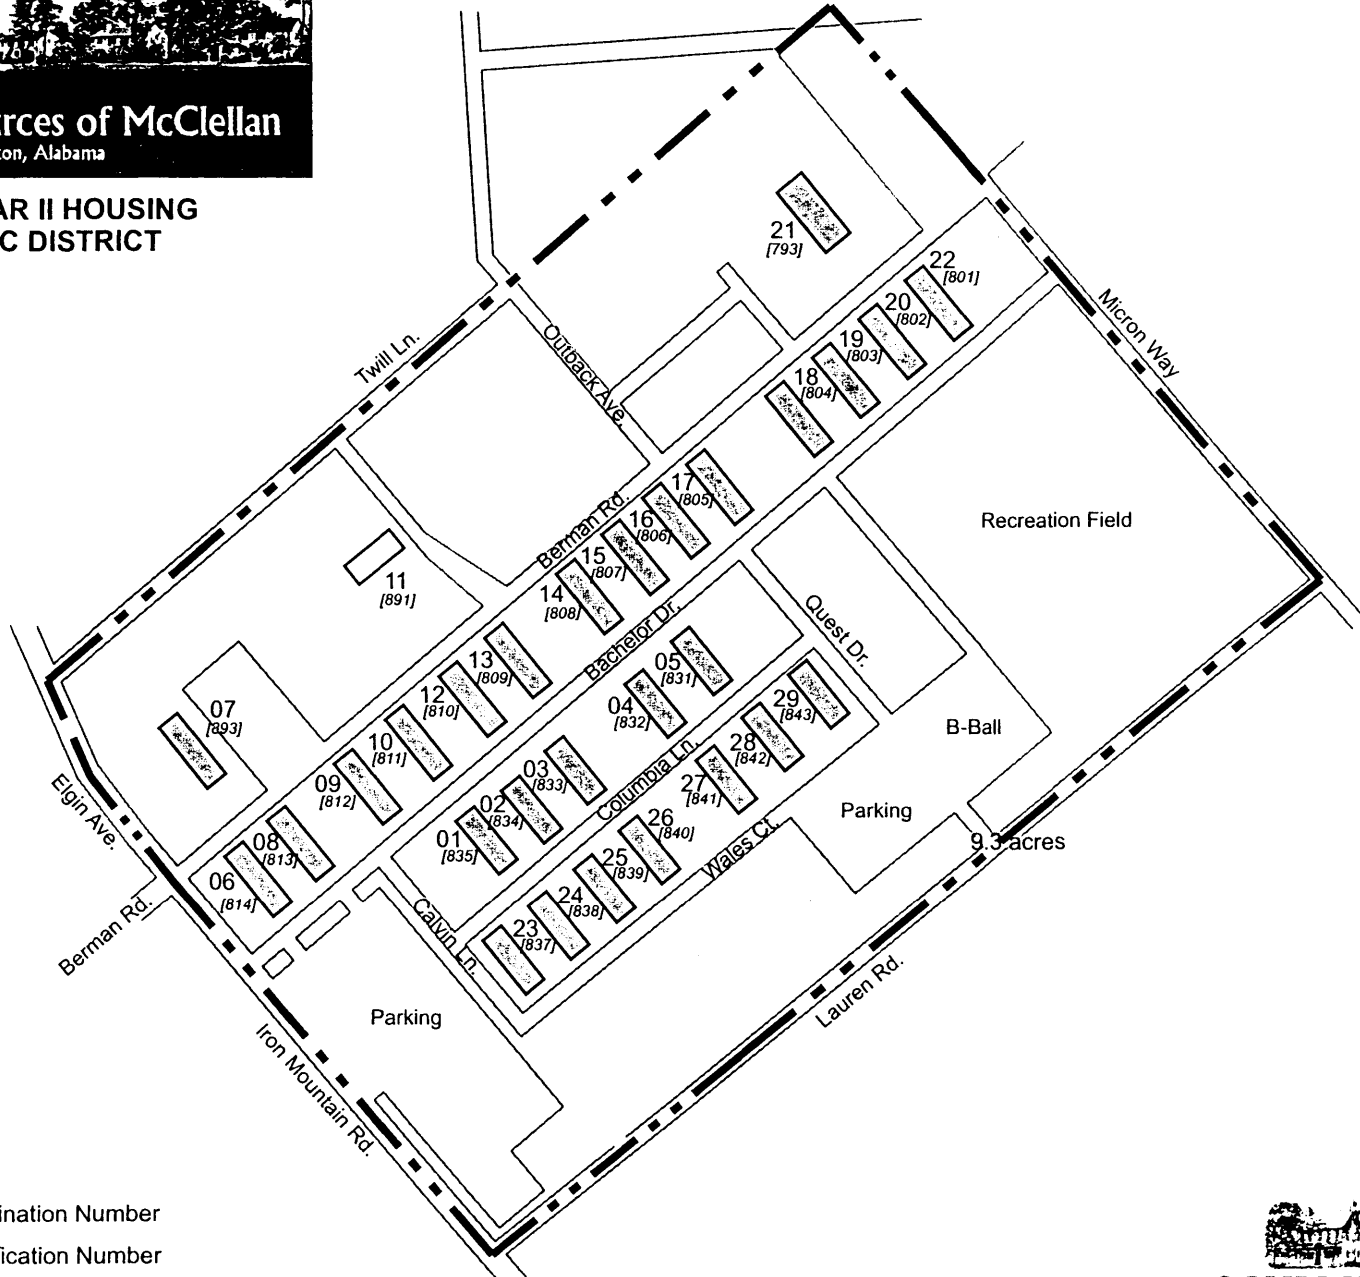 rces of McClellan
on, Alabama
AR II HOUSING
C DISTRICT
21
[793]
22
[801]
20
[802]
19
[803]
18
[804]
Micron Way
Twill Ln.
Outback Ave.
17
[805]
16
[806]
15
[807]
14
[808]
Berman Rd.
Recreation Field
11
[891]
Bachelor Dr.
Quest Dr.
13
[809]
12
[810]
10
[811]
09
[812]
08
[813]
06
[814]
07
[893]
05
[831]
04
[832]
03
[833]
02
[834]
01
[835]
Columbia Ln.
29
[843]
28
[842]
27
[841]
26
[840]
25
[839]
24
[838]
23
[837]
Wales Ct.
B-Ball
Parking
9.3 acres
Elgin Ave.
Berman Rd.
Calvin Ln.
Parking
Lauren Rd.
Iron Mountain Rd.
ination Number
ication Number